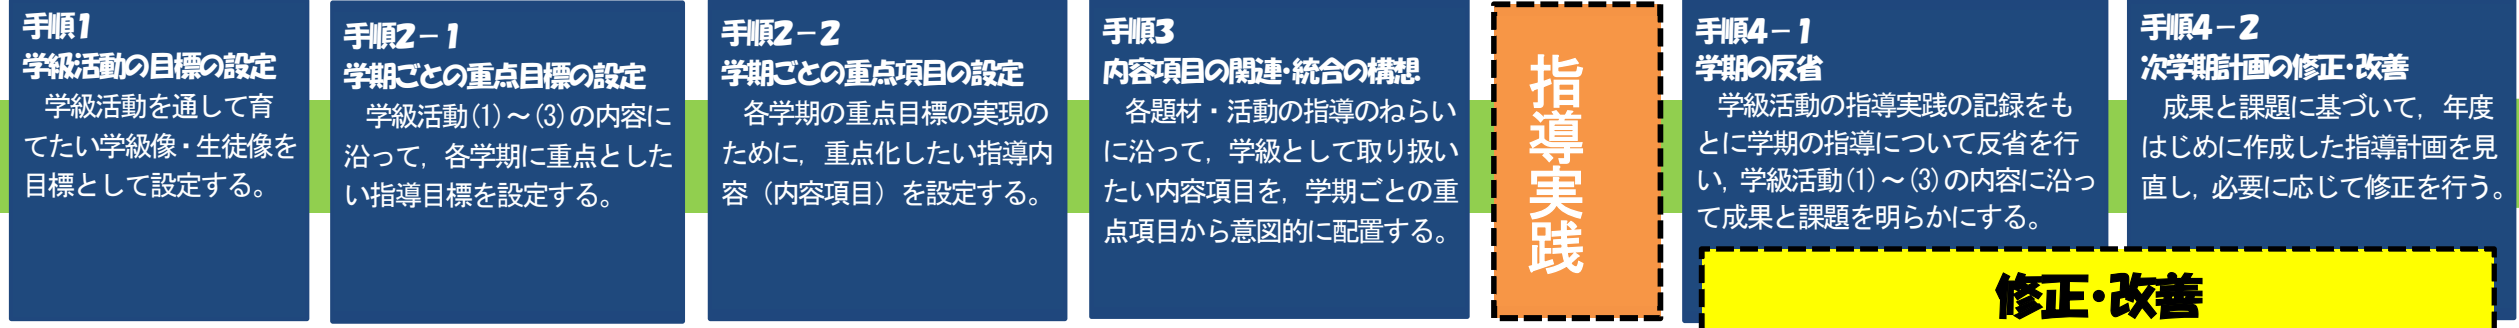 手順1
学級活動の目標の設定
学級活動を通して育
てたい学級像・生徒像を
目標として設定する。
手順2－1
学期ごとの重点目標の設定
学級活動(1)～(3)の内容に
沿って，各学期に重点とした
い指導目標を設定する。
手順2－2
学期ごとの重点項目の設定
各学期の重点目標の実現の
ために，重点化したい指導内
容（内容項目）を設定する。
手順3
内容項目の関連・統合の構想
各題材・活動の指導のねらい
に沿って，学級として取り扱い
たい内容項目を，学期ごとの重
点項目から意図的に配置する。
指導実践
手順4－1
学期の反省
学級活動の指導実践の記録をも
とに学期の指導について反省を行
い，学級活動(1)～(3)の内容に沿っ
て成果と課題を明らかにする。
手順4－2
次学期計画の修正・改善
成果と課題に基づいて，年度
はじめに作成した指導計画を見
直し，必要に応じて修正を行う。
修正・改善